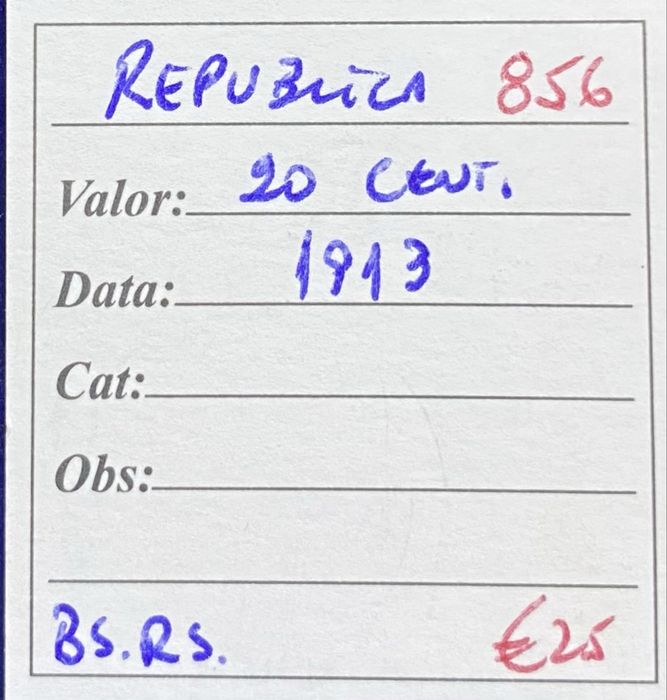 REPUBLICA 856
Valor: 20 CENT.
Data: 1913
Cat:
Obs:
BS.RS. €25